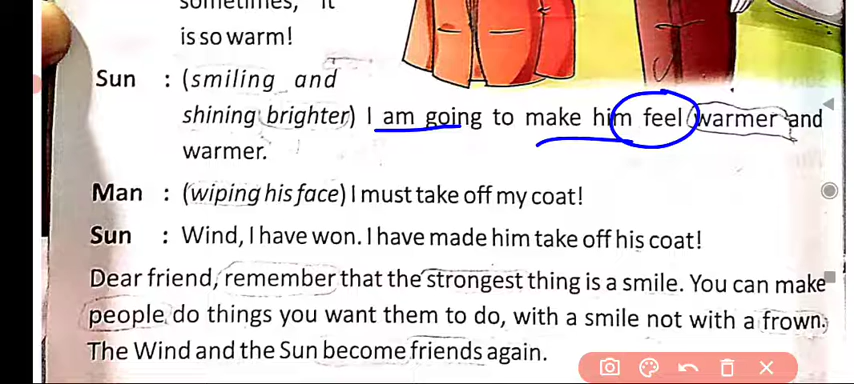 sometimes, it
is so warm!
Sun : (smiling and
shining brighter) I am going to make him feel warmer and
warmer.
Man : (wiping his face) I must take off my coat!
Sun : Wind, I have won. I have made him take off his coat!
Dear friend, remember that the strongest thing is a smile. You can make
people do things you want them to do, with a smile not with a frown.
The Wind and the Sun become friends again.